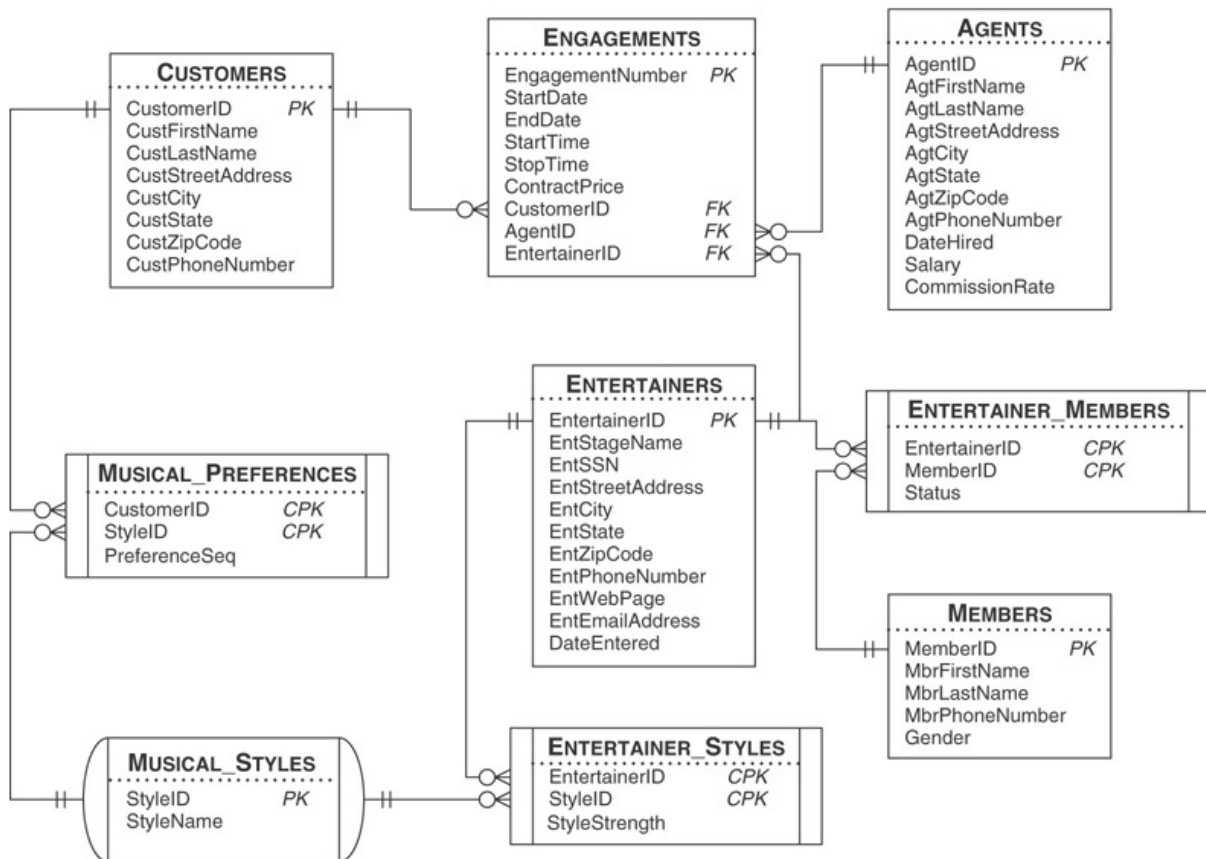 CUSTOMERS
CustomerID PK
CustFirstName
CustLastName
CustStreetAddress
CustCity
CustState
CustZipCode
CustPhoneNumber
ENGAGEMENTS
EngagementNumber PK
StartDate
EndDate
StartTime
StopTime
ContractPrice
CustomerID FK
AgentID FK
EntertainerID FK
AGENTS
AgentID PK
AgtFirstName
AgtLastName
AgtStreetAddress
AgtCity
AgtState
AgtZipCode
AgtPhoneNumber
DateHired
Salary
CommissionRate
MUSICAL_PREFERENCES
CustomerID CPK
StyleID CPK
PreferenceSeq
ENTERTAINERS
EntertainerID PK
EntStageName
EntSSN
EntStreetAddress
EntCity
EntState
EntZipCode
EntPhoneNumber
EntWebPage
EntEmailAddress
DateEntered
ENTERTAINER_MEMBERS
EntertainerID CPK
MemberID CPK
Status
MEMBERS
MemberID PK
MbrFirstName
MbrLastName
MbrPhoneNumber
Gender
MUSICAL_STYLES
StyleID PK
StyleName
ENTERTAINER_STYLES
EntertainerID CPK
StyleID CPK
StyleStrength